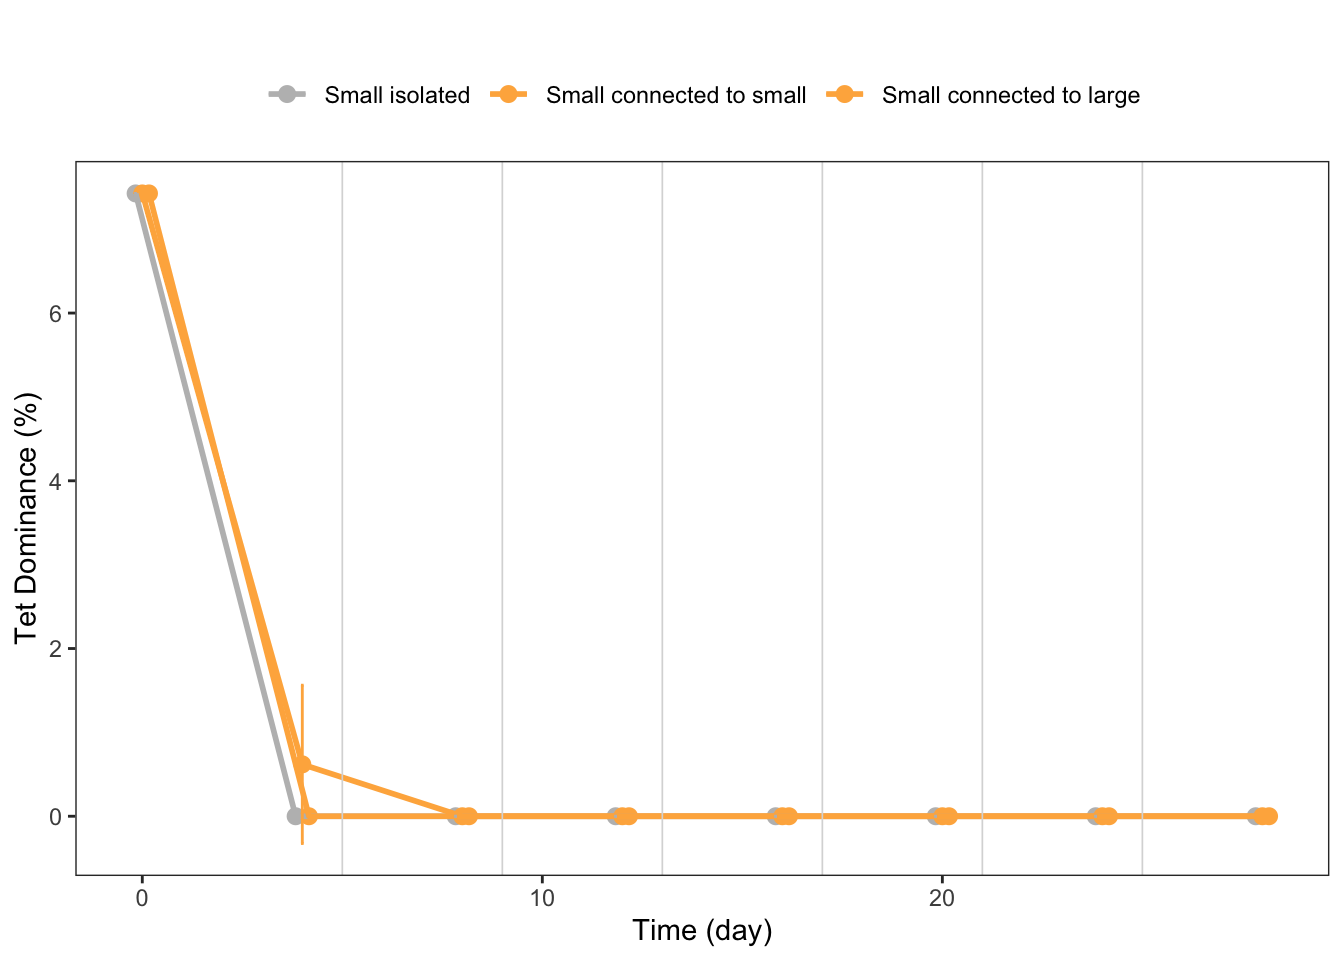 Small isolated Small connected to small Small connected to large
Tet Dominance (%)
6
4
2
0
0 10 20
Time (day)